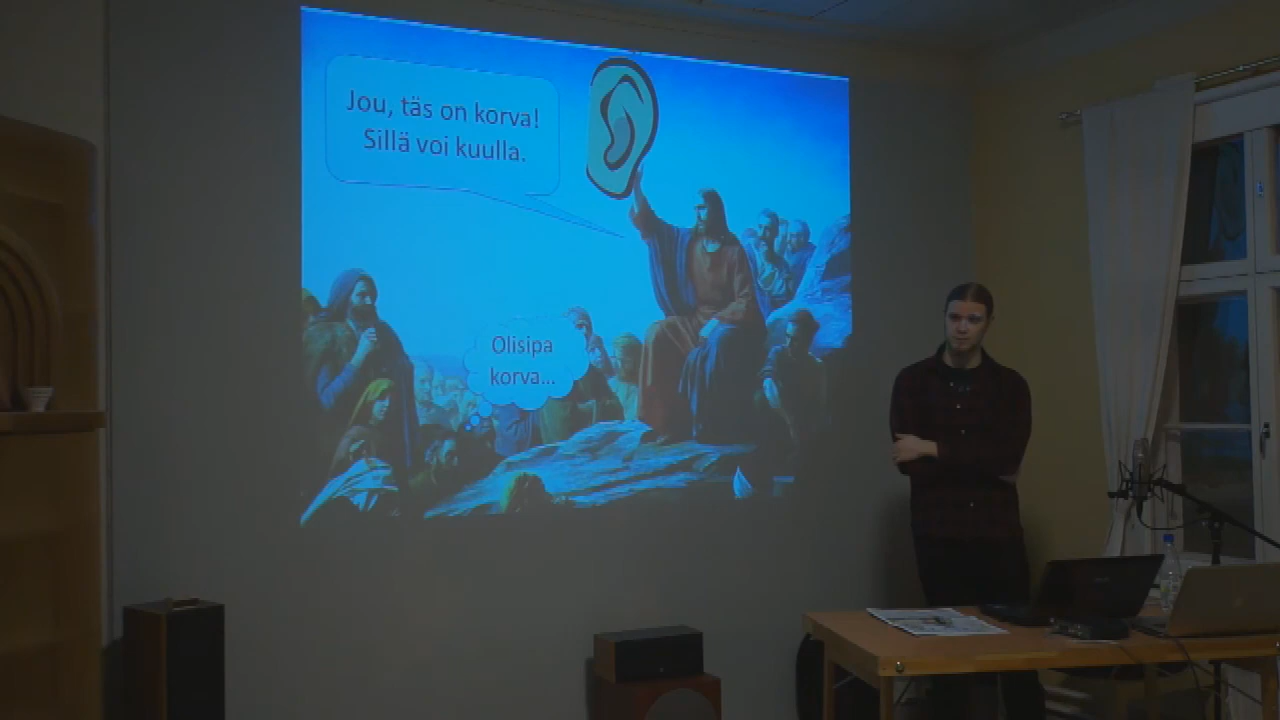 Jou, täs on korva!
Sillä voi kuulla.
Olisipa
korva...